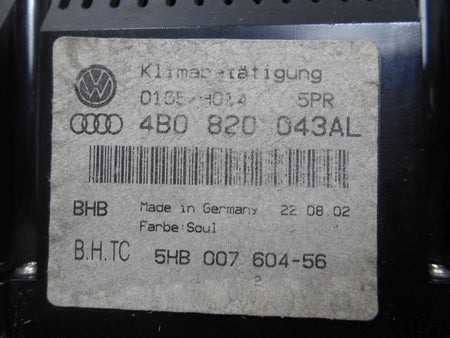 Klimabetätigung
5PR
4B0 820 043AL
BHB Made in Germany 22.08.02
Farbe:Soul
B.H.TC 5HB 007 604-56
2